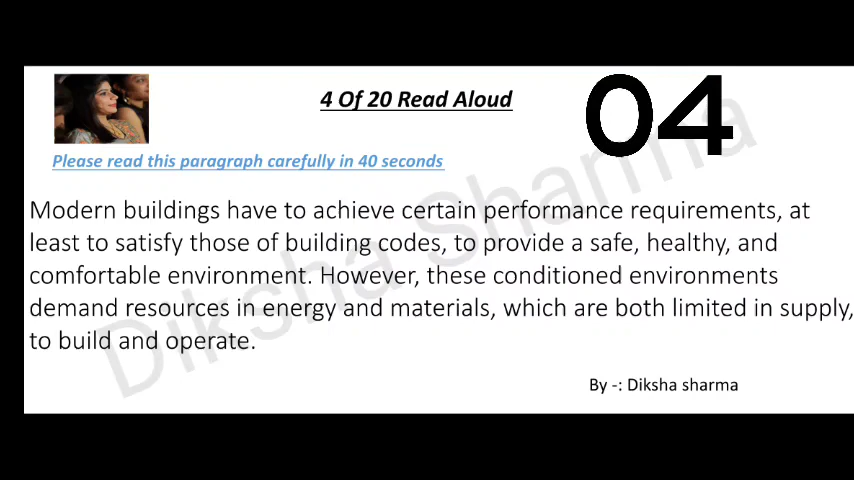 4 Of 20 Read Aloud
04
Please read this paragraph carefully in 40 seconds
Modern buildings have to achieve certain performance requirements, at
least to satisfy those of building codes, to provide a safe, healthy, and
comfortable environment. However, these conditioned environments
demand resources in energy and materials, which are both limited in supply,
to build and operate.
By -: Diksha sharma
Diksha Sharma